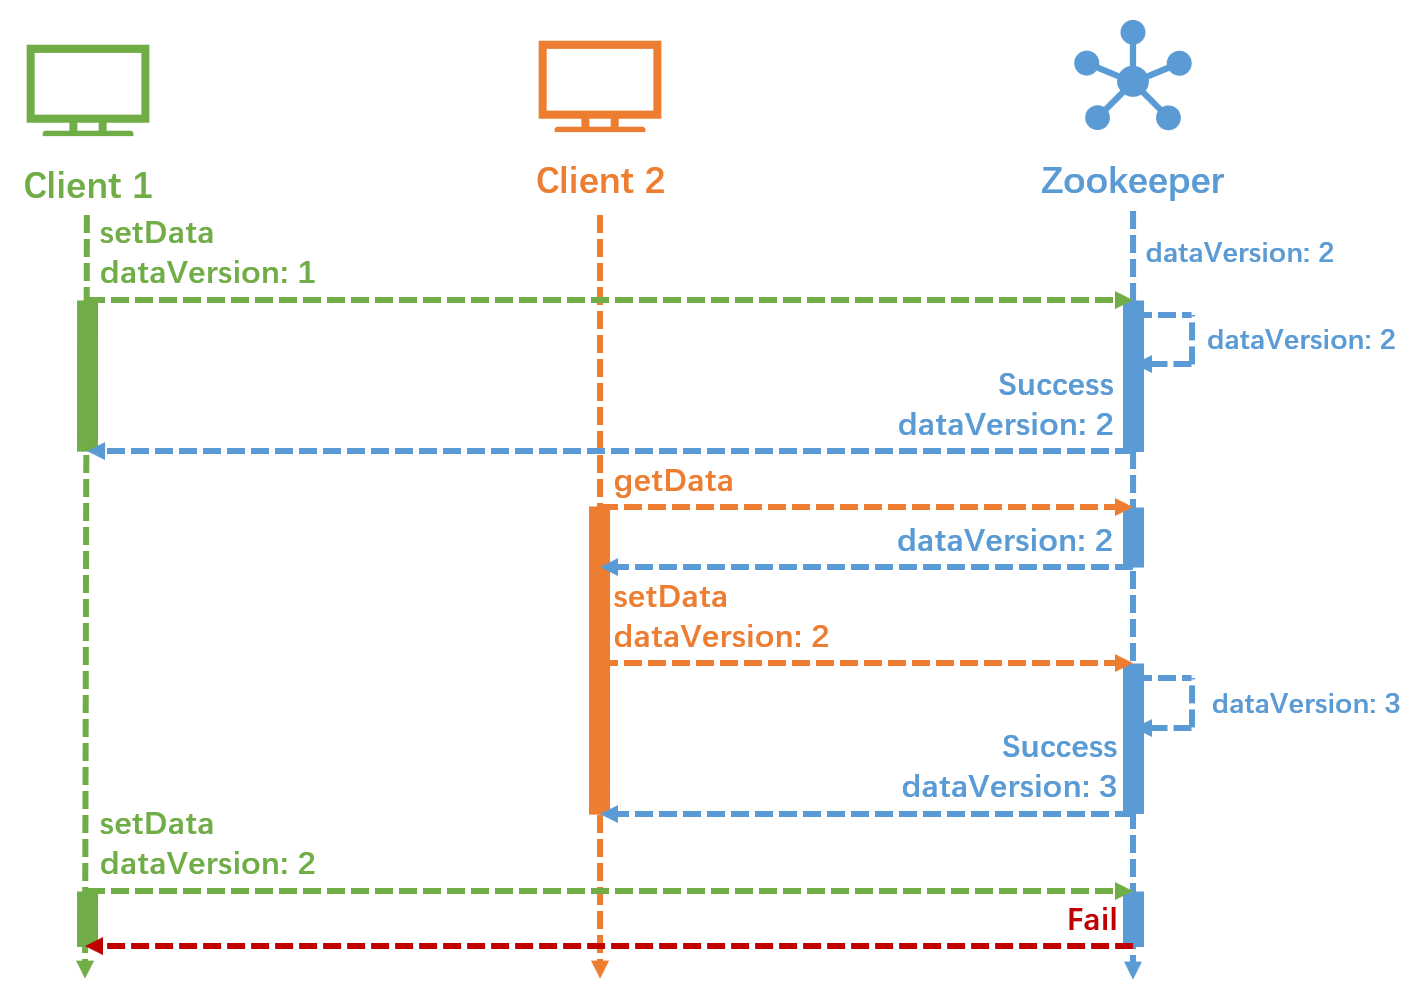 Client 1
Client 2
Zookeeper
setData
dataVersion: 1
dataVersion: 2
dataVersion: 2
Success
dataVersion: 2
getData
dataVersion: 2
setData
dataVersion: 2
dataVersion: 3
Success
dataVersion: 3
setData
dataVersion: 2
Fail